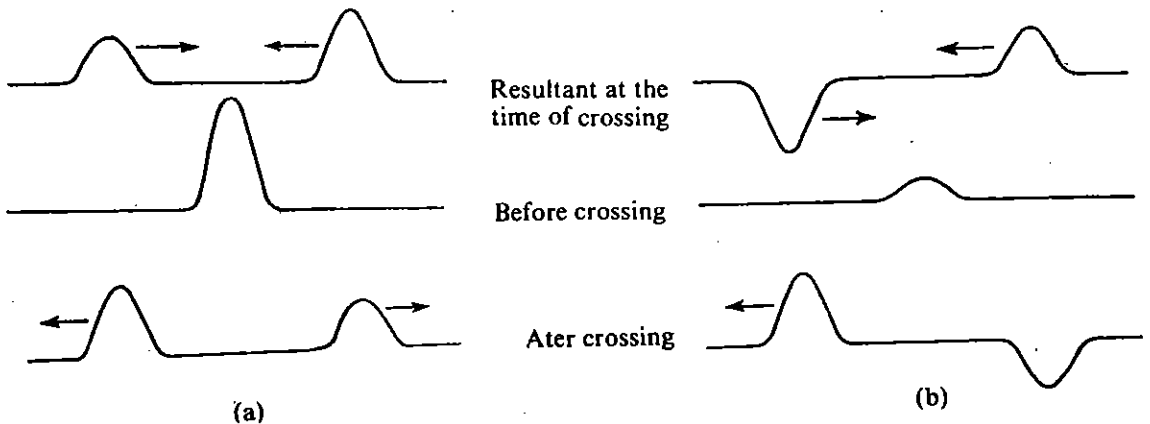 Resultant at the
time of crossing
Before crossing
Ater crossing
(a)
(b)